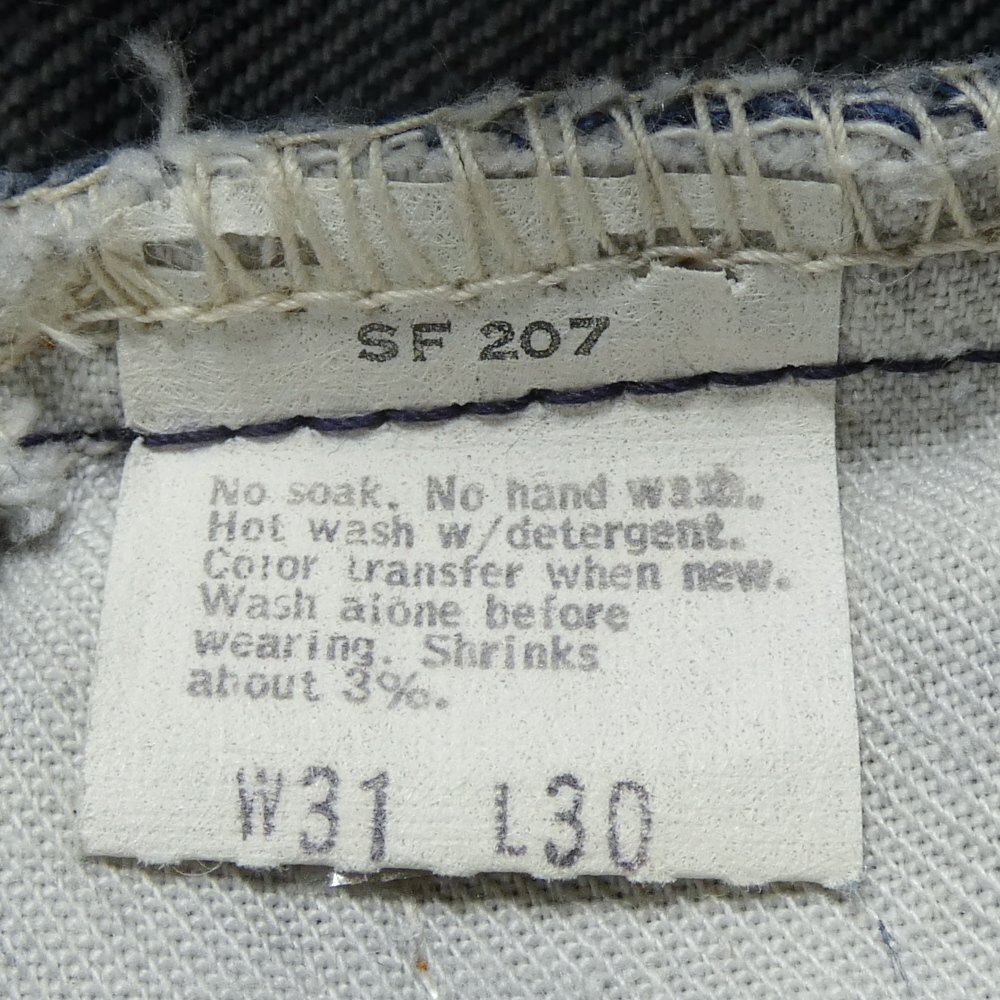 SF 207
No soak. No hand wash.
Hot wash w/detergent.
Color transfer when new.
Wash alone before
wearing. Shrinks
about 3%.
W31 L30